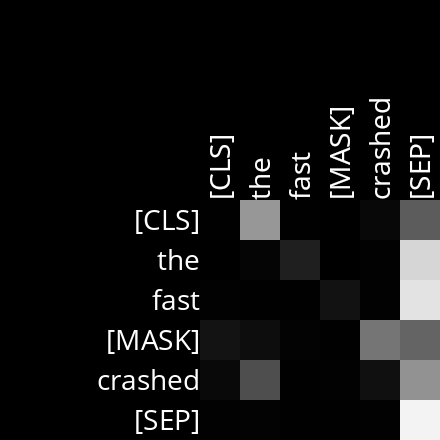 [CLS] the fast [MASK] crashed [SEP]
[CLS]
the
fast
[MASK]
crashed
[SEP]